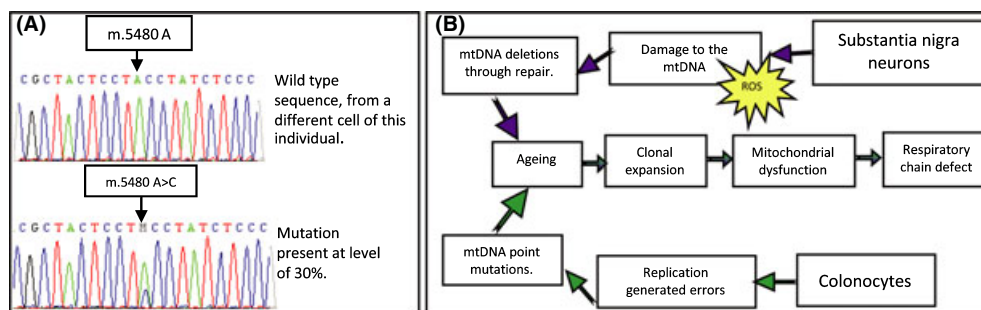 (A)
m.5480 A
CGCTACTCCTACCTATCTCCC
Wild type
sequence, from a
different cell of this
individual.
m.5480 A>C
CGCTACTCCTMCCTATCTCCC
Mutation
present at level
of 30%.
(B)
mtDNA deletions
through repair.
Damage to the
mtDNA
ROS
Substantia nigra
neurons
Ageing
Clonal
expansion
Mitochondrial
dysfunction
Respiratory
chain defect
mtDNA point
mutations.
Replication
generated errors
Colonocytes